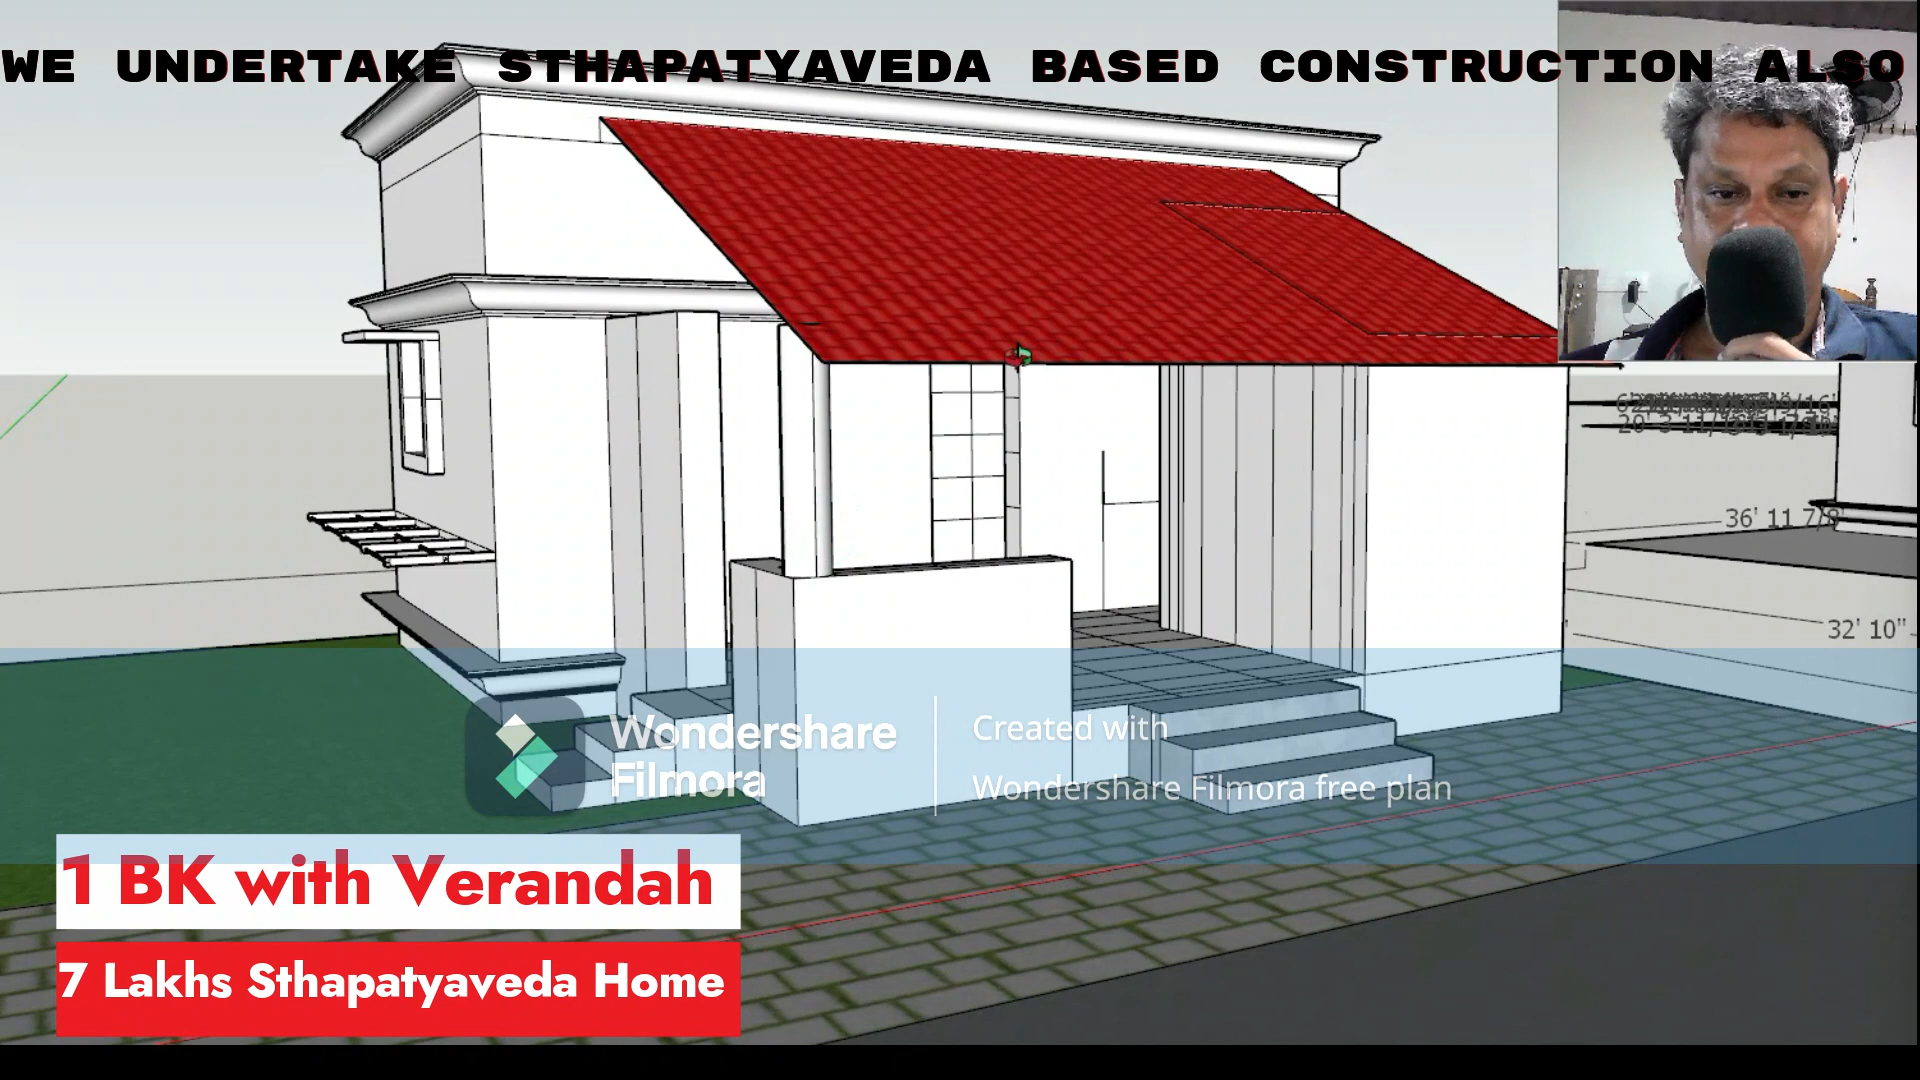 WE UNDERTAKE STHAPATYAVEDA BASED CONSTRUCTION ALSO
36' 11 7/8"
32' 10"
Wondershare
Filmora
Created with
Wondershare Filmora free plan
1 BK with Verandah
7 Lakhs Sthapatyaveda Home